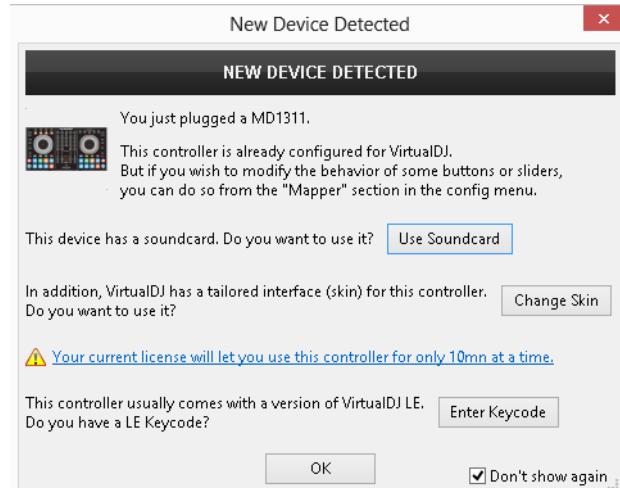 New Device Detected
NEW DEVICE DETECTED
You just plugged a MD1311.
This controller is already configured for VirtualDJ.
But if you wish to modify the behavior of some buttons or sliders,
you can do so from the "Mapper" section in the config menu.
This device has a soundcard. Do you want to use it?
Use Soundcard
In addition, VirtualDJ has a tailored interface (skin) for this controller.
Do you want to use it?
Change Skin
Your current license will let you use this controller for only 10mn at a time.
This controller usually comes with a version of VirtualDJ LE.
Do you have a LE Keycode?
Enter Keycode
OK
Don't show again